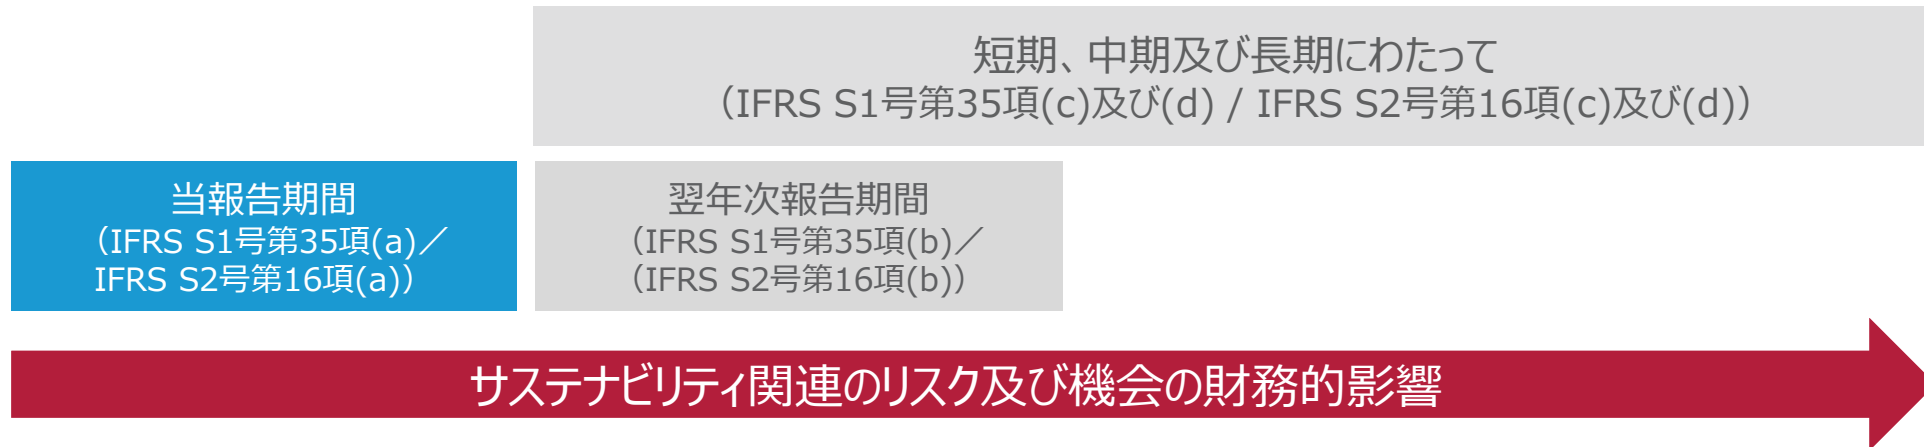 短期、中期及び長期にわたって
（IFRS S1号第35項(c)及び(d) / IFRS S2号第16項(c)及び(d)）
当報告期間
（IFRS S1号第35項(a)／
IFRS S2号第16項(a)）
翌年次報告期間
（IFRS S1号第35項(b)／
（IFRS S2号第16項(b)）
サステナビリティ関連のリスク及び機会の財務的影響